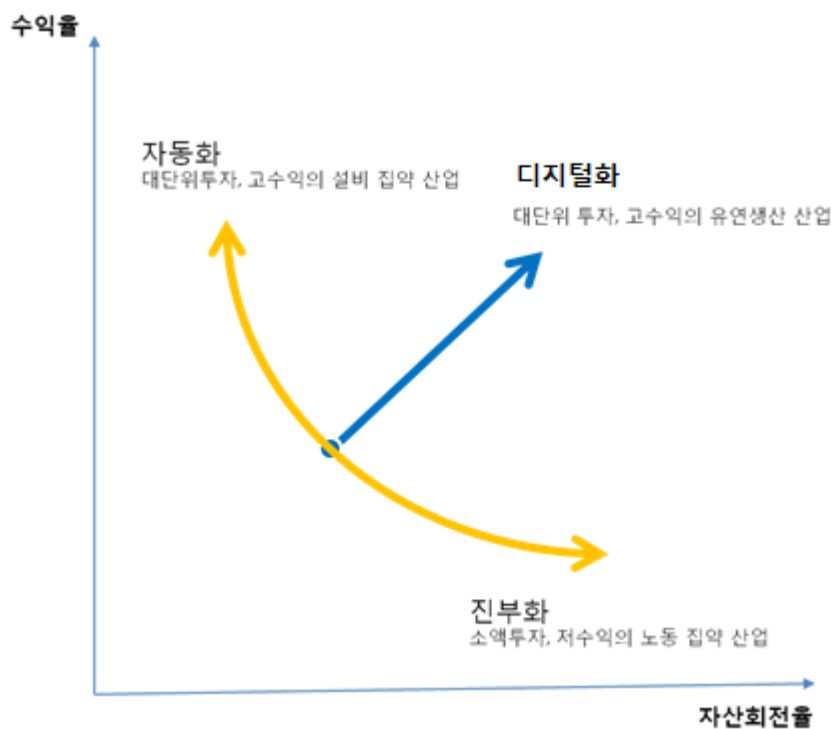 수익율
자동화
대단위투자, 고수익의 설비 집약 산업
디지털화
대단위 투자, 고수익의 유연생산 산업
진부화
소액투자, 저수익의 노동 집약 산업
자산회전율